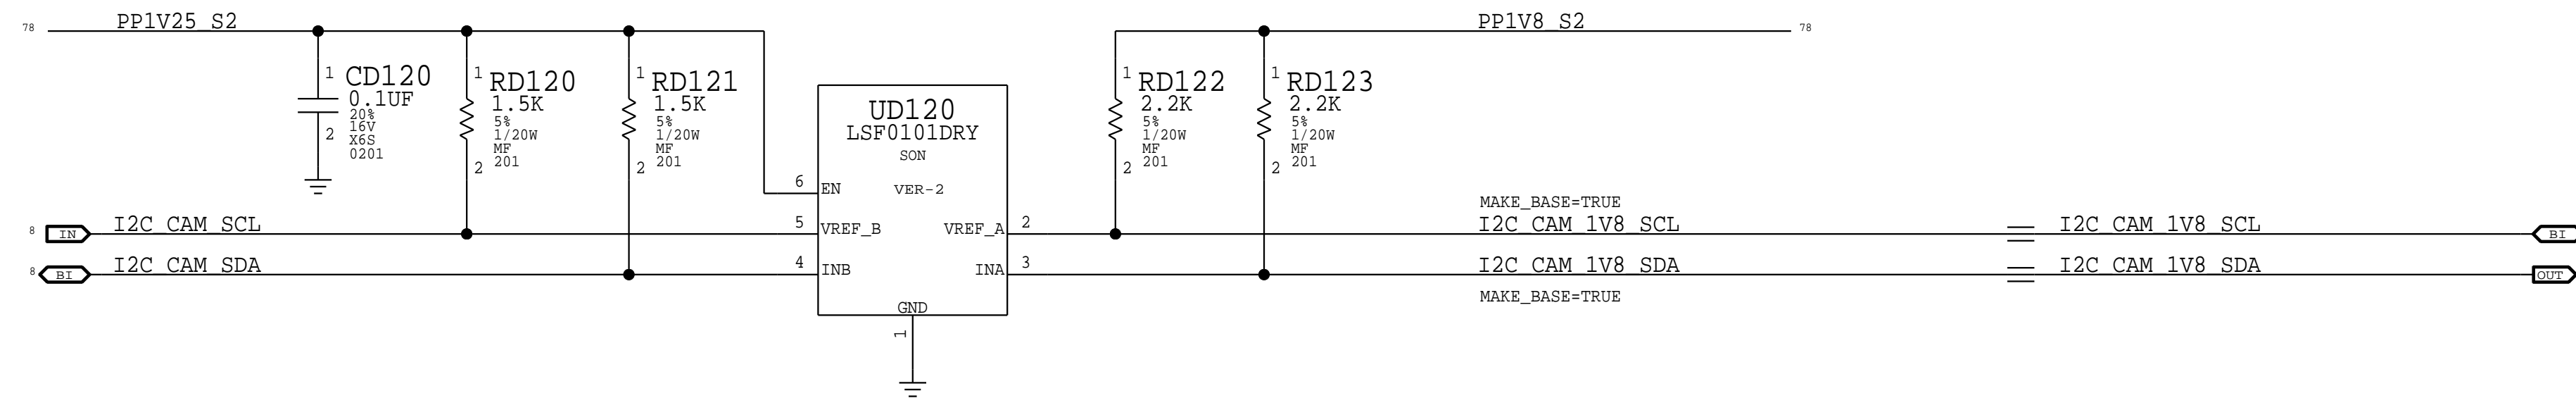 78 PP1V25_S2
PP1V8_S2 78
1 CD120
0.1UF
20%
16V
2 X6S
0201
1 RD120
1.5K
5%
1/20W
MF
2 201
1 RD121
1.5K
5%
1/20W
MF
2 201
UD120
LSF0101DRY
SON
VER-2
6 EN
5 VREF_B
4 INB
VREF_A 2
INA 3
GND
1
1 RD122
2.2K
5%
1/20W
MF
2 201
1 RD123
2.2K
5%
1/20W
MF
2 201
8 IN I2C_CAM_SCL
8 BI I2C_CAM_SDA
MAKE_BASE=TRUE
I2C_CAM_1V8_SCL
I2C_CAM_1V8_SDA
MAKE_BASE=TRUE
I2C_CAM_1V8_SCL BI
I2C_CAM_1V8_SDA OUT